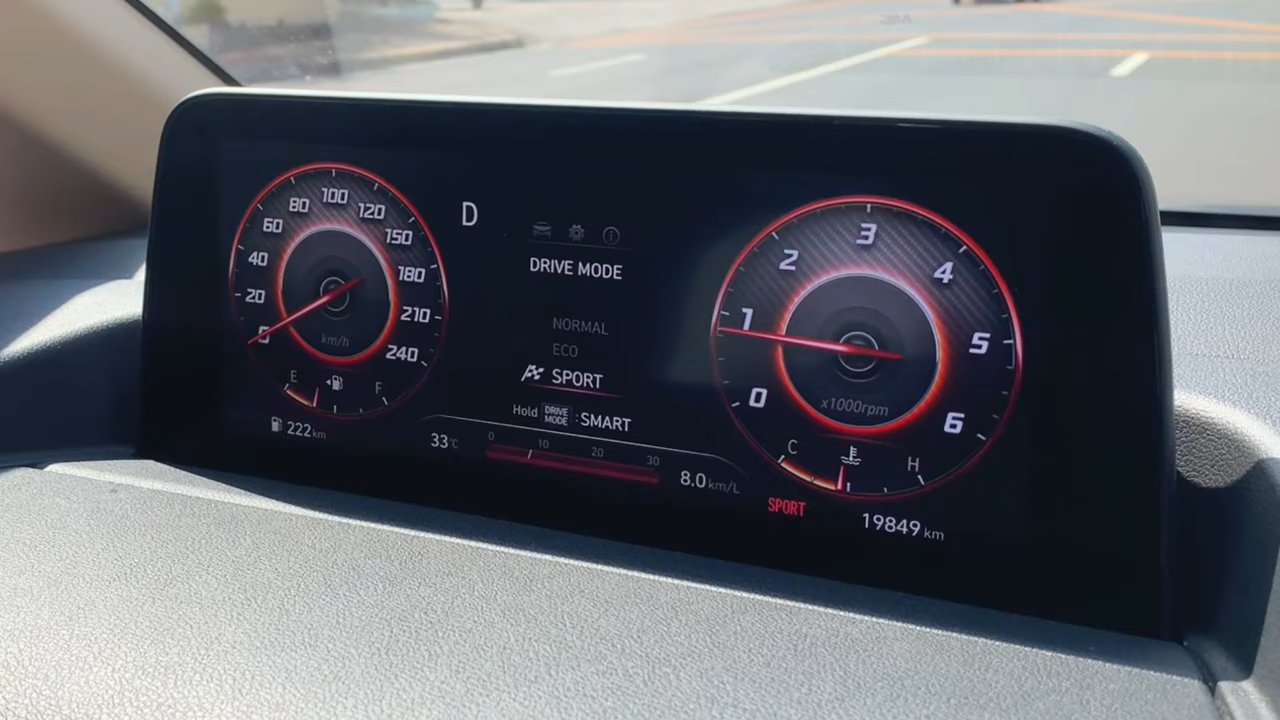 0
20
40
60
80
100
120
150
180
210
240
km/h
E
F
222km
D
DRIVE MODE
NORMAL
ECO
SPORT
Hold DRIVE MODE : SMART
33℃
0 10 20 30
8.0 km/L
0
1
2
3
4
5
6
x1000rpm
C
H
SPORT
19849 km